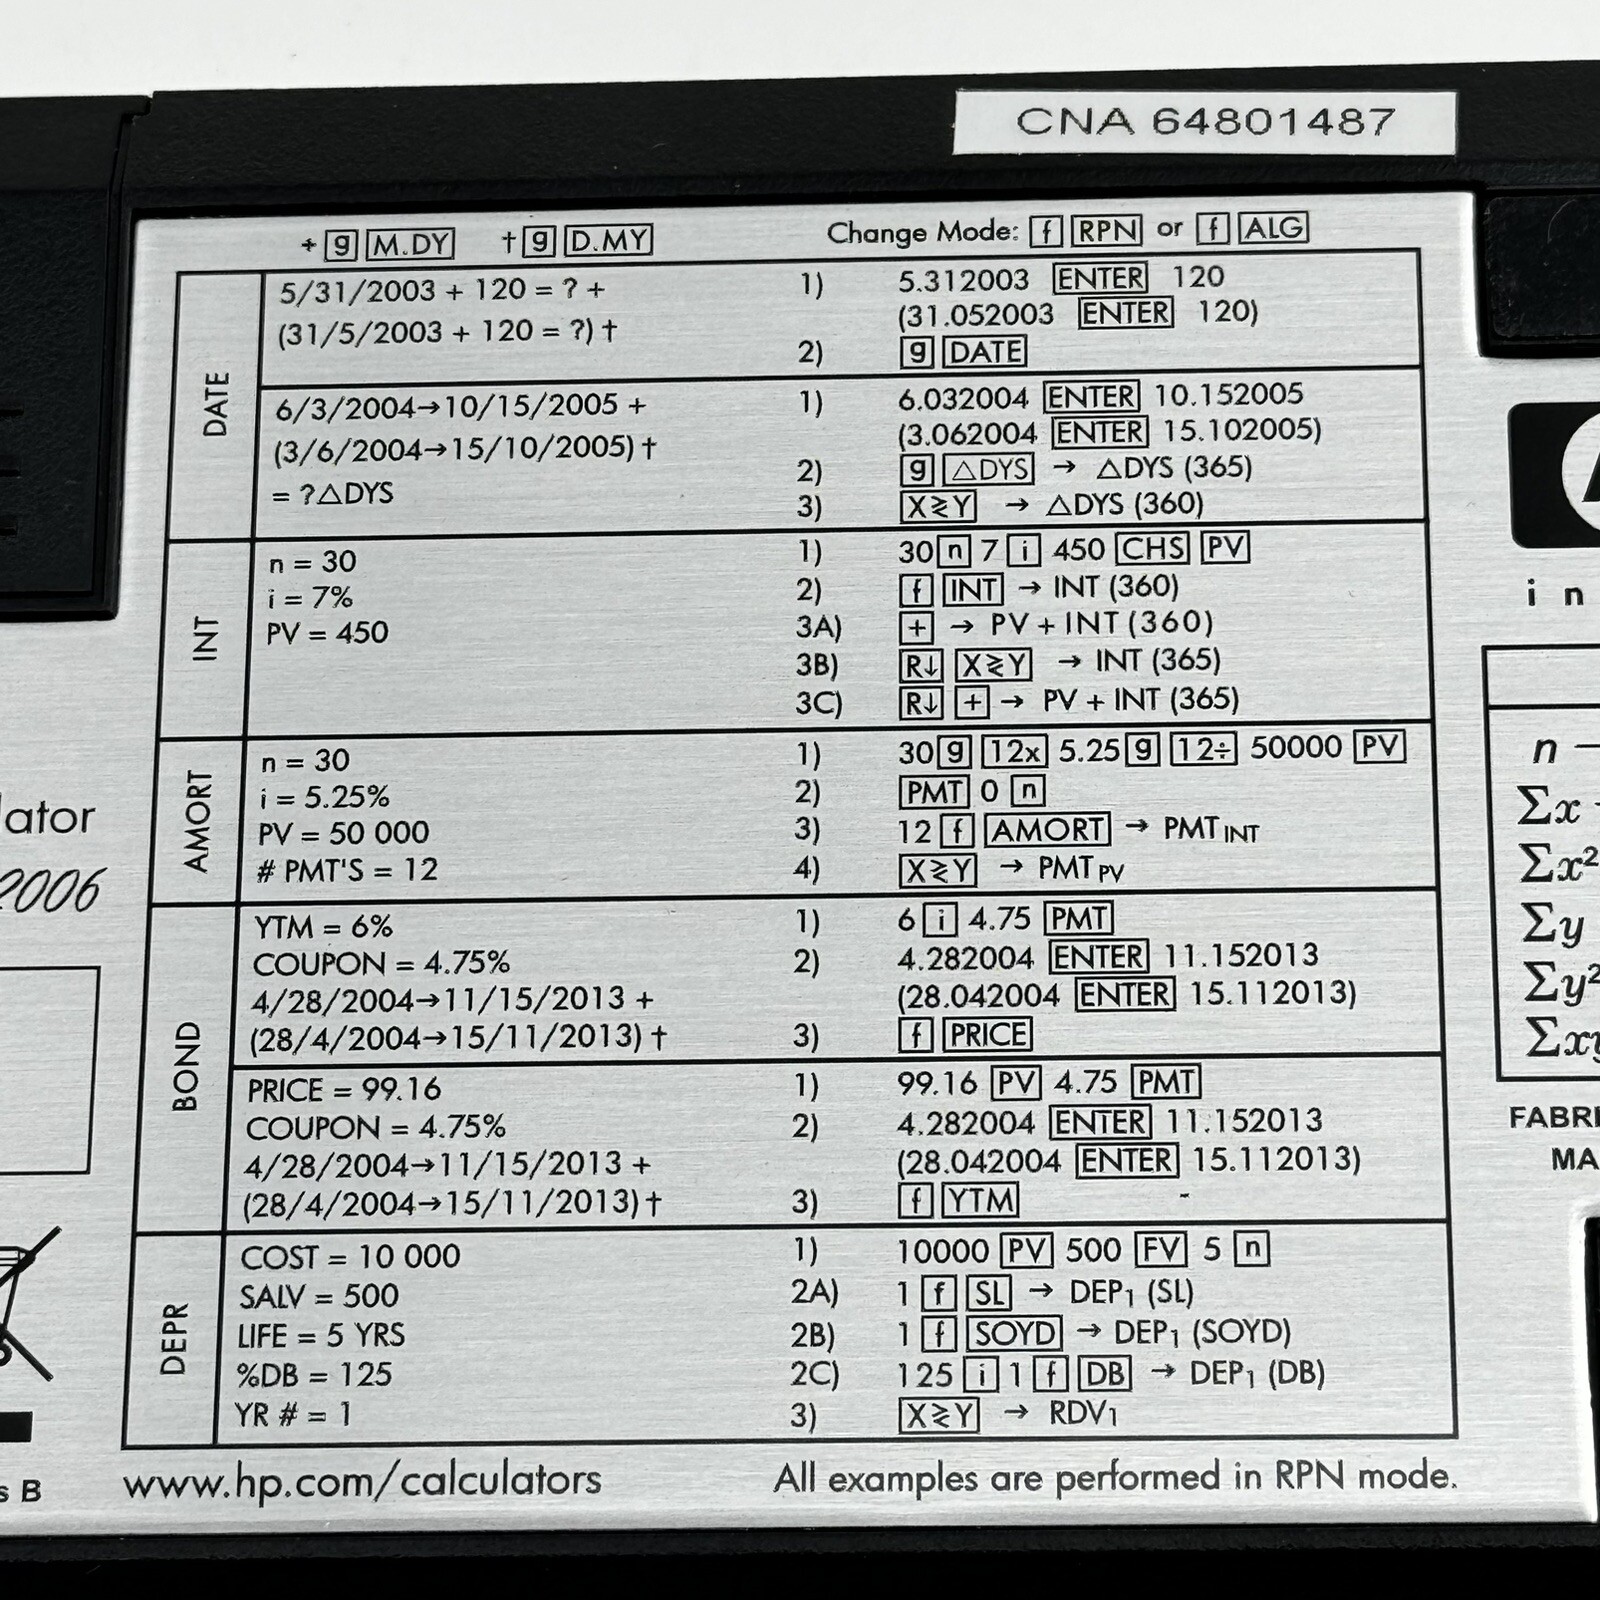 CNA 64801487
+ g M.DY † g D.MY Change Mode: f RPN or f ALG
DATE
5/31/2003 + 120 = ? + 1) 5.312003 ENTER 120
(31/5/2003 + 120 = ?) † (31.052003 ENTER 120)
2) g DATE
6/3/2004→10/15/2005 + 1) 6.032004 ENTER 10.152005
(3/6/2004→15/10/2005) † (3.062004 ENTER 15.102005)
= ?△DYS 2) g △DYS → △DYS (365)
3) X≷Y → △DYS (360)
INT
n = 30 1) 30 n 7 i 450 CHS PV
i = 7% 2) f INT → INT (360)
PV = 450 3A) + → PV + INT (360)
3B) R↓ X≷Y → INT (365)
3C) R↓ + → PV + INT (365)
AMORT
n = 30 1) 30 g 12x 5.25 g 12÷ 50000 PV
i = 5.25% 2) PMT 0 n
PV = 50 000 3) 12 f AMORT → PMT INT
# PMT'S = 12 4) X≷Y → PMT PV
BOND
YTM = 6% 1) 6 i 4.75 PMT
COUPON = 4.75% 2) 4.282004 ENTER 11.152013
4/28/2004→11/15/2013 + (28.042004 ENTER 15.112013)
(28/4/2004→15/11/2013) † 3) f PRICE
PRICE = 99.16 1) 99.16 PV 4.75 PMT
COUPON = 4.75% 2) 4.282004 ENTER 11.152013
4/28/2004→11/15/2013 + (28.042004 ENTER 15.112013)
(28/4/2004→15/11/2013) † 3) f YTM
DEPR
COST = 10 000 1) 10000 PV 500 FV 5 n
SALV = 500 2A) 1 f SL → DEP1 (SL)
LIFE = 5 YRS 2B) 1 f SOYD → DEP1 (SOYD)
%DB = 125 2C) 125 i 1 f DB → DEP1 (DB)
YR # = 1 3) X≷Y → RDV1
www.hp.com/calculators All examples are performed in RPN mode.
2006
B
n
Σx
Σx²
Σy
Σy²